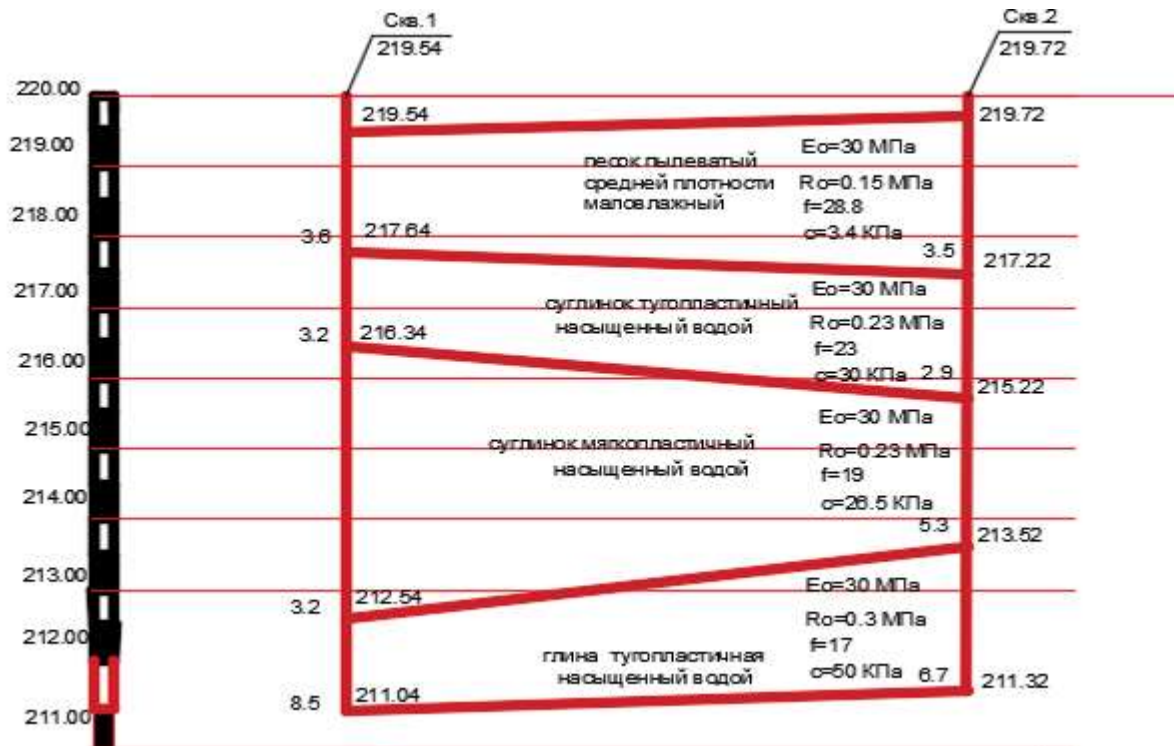 Скв.1
219.54
Скв.2
219.72
220.00
219.54
219.72
219.00
Eo=30 МПа
песок пылеватый
средней плотности
маловлажный
Ro=0.15 МПа
f=28.8
c=3.4 КПа
218.00
3.6
217.64
3.5
217.22
217.00
Eo=30 МПа
суглинок тугопластичный
насыщенный водой
Ro=0.23 МПа
f=23
c=30 КПа
3.2
216.34
2.9
215.22
216.00
Eo=30 МПа
215.00
суглинок мягкопластичный
насыщенный водой
Ro=0.23 МПа
f=19
c=26.5 КПа
214.00
5.3
213.52
213.00
Eo=30 МПа
3.2
212.54
Ro=0.3 МПа
f=17
c=50 КПа
212.00
глина тугопластичная
насыщенный водой
6.7
211.32
8.5
211.04
211.00